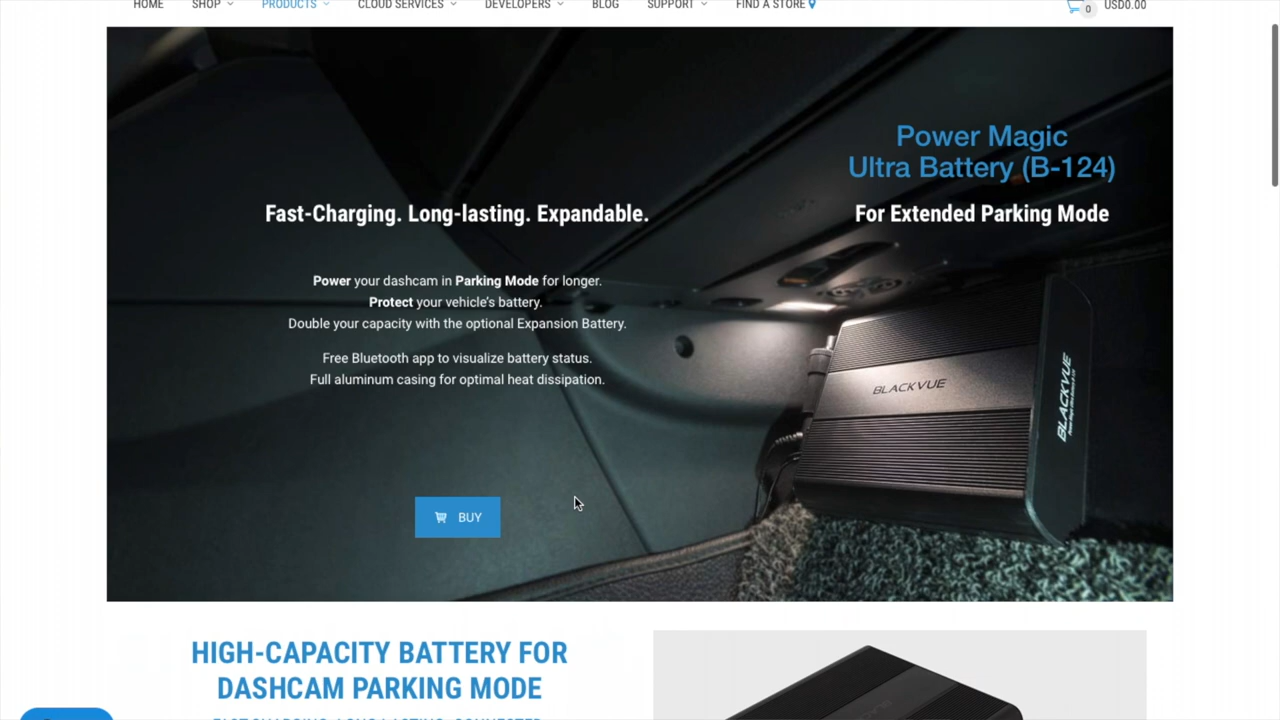 HOME SHOP PRODUCTS CLOUD SERVICES DEVELOPERS BLOG SUPPORT FIND A STORE 0 USD0.00
Power Magic
Ultra Battery (B-124)
Fast-Charging. Long-lasting. Expandable.
For Extended Parking Mode
Power your dashcam in Parking Mode for longer.
Protect your vehicle's battery.
Double your capacity with the optional Expansion Battery.
Free Bluetooth app to visualize battery status.
Full aluminum casing for optimal heat dissipation.
BLACKVUE
BLACKVUE
BUY
HIGH-CAPACITY BATTERY FOR
DASHCAM PARKING MODE